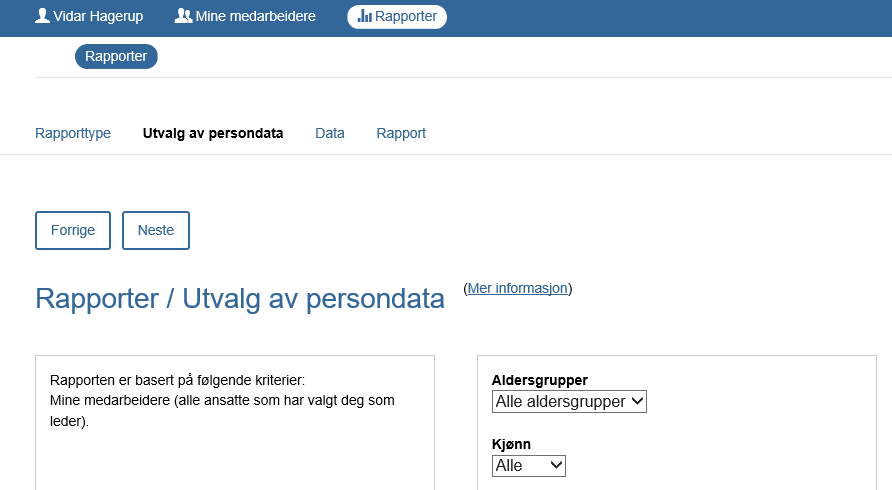 Vidar Hagerup Mine medarbeidere Rapporter
Rapporter
Rapporttype Utvalg av persondata Data Rapport
Forrige Neste
Rapporter / Utvalg av persondata (Mer informasjon)
Rapporten er basert på følgende kriterier:
Mine medarbeidere (alle ansatte som har valgt deg som
leder).
Aldersgrupper
Alle aldersgrupper
Kjønn
Alle